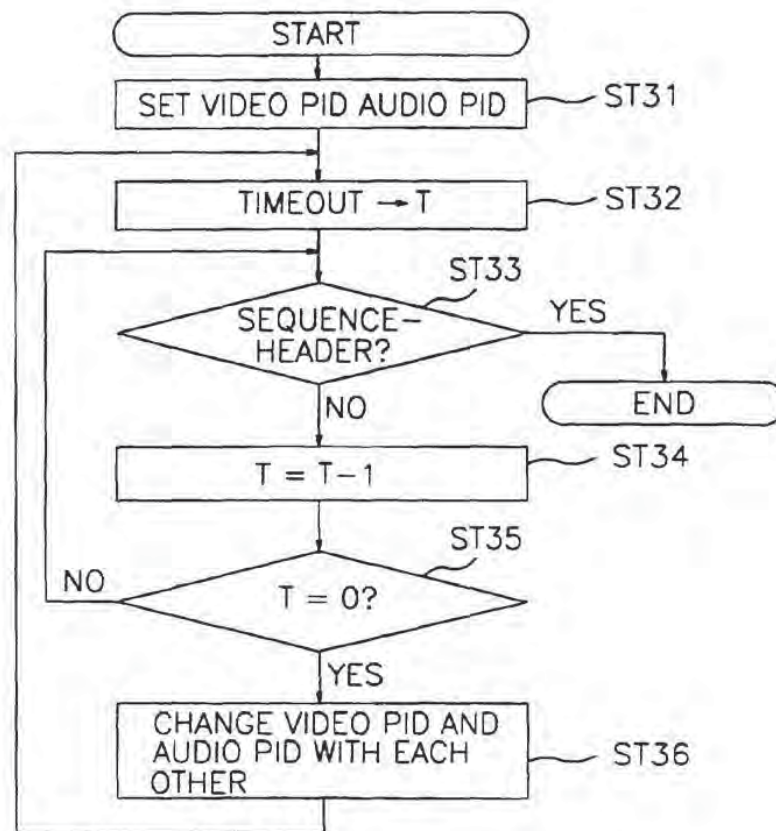 START
SET VIDEO PID AUDIO PID
ST31
TIMEOUT → T
ST32
ST33
SEQUENCE-
HEADER?
YES
NO
END
T = T-1
ST34
ST35
NO
T = 0?
YES
CHANGE VIDEO PID AND
AUDIO PID WITH EACH
OTHER
ST36